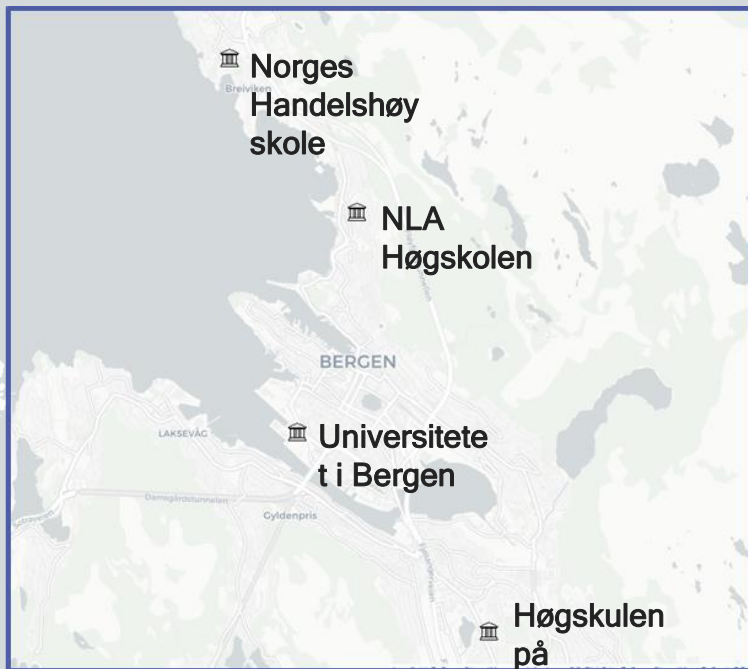 Norges
Breiviken
Handelshøy
skole
NLA
Høgskolen
BERGEN
Universitete
t i Bergen
LAKSEVÅG
Damsgårdstunnelen
Gyldenpris
Høgskulen
på